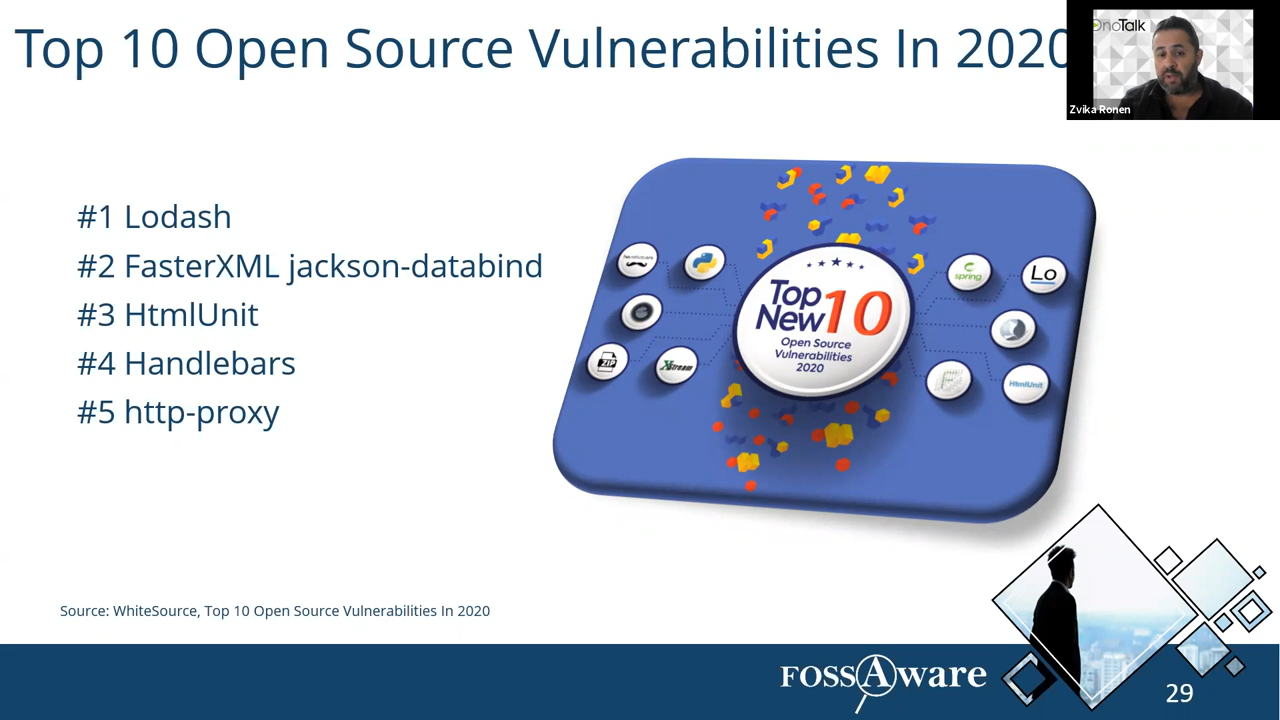 Top 10 Open Source Vulnerabilities In 2020
OnoTalk
Zvika Ronen
#1 Lodash
#2 FasterXML jackson-databind
#3 HtmlUnit
#4 Handlebars
#5 http-proxy
handlebars
spring
Lo
Top
New 10
Open Source
Vulnerabilities
2020
ZIP
XStream
HtmlUnit
Source: WhiteSource, Top 10 Open Source Vulnerabilities In 2020
FOSSAware
29